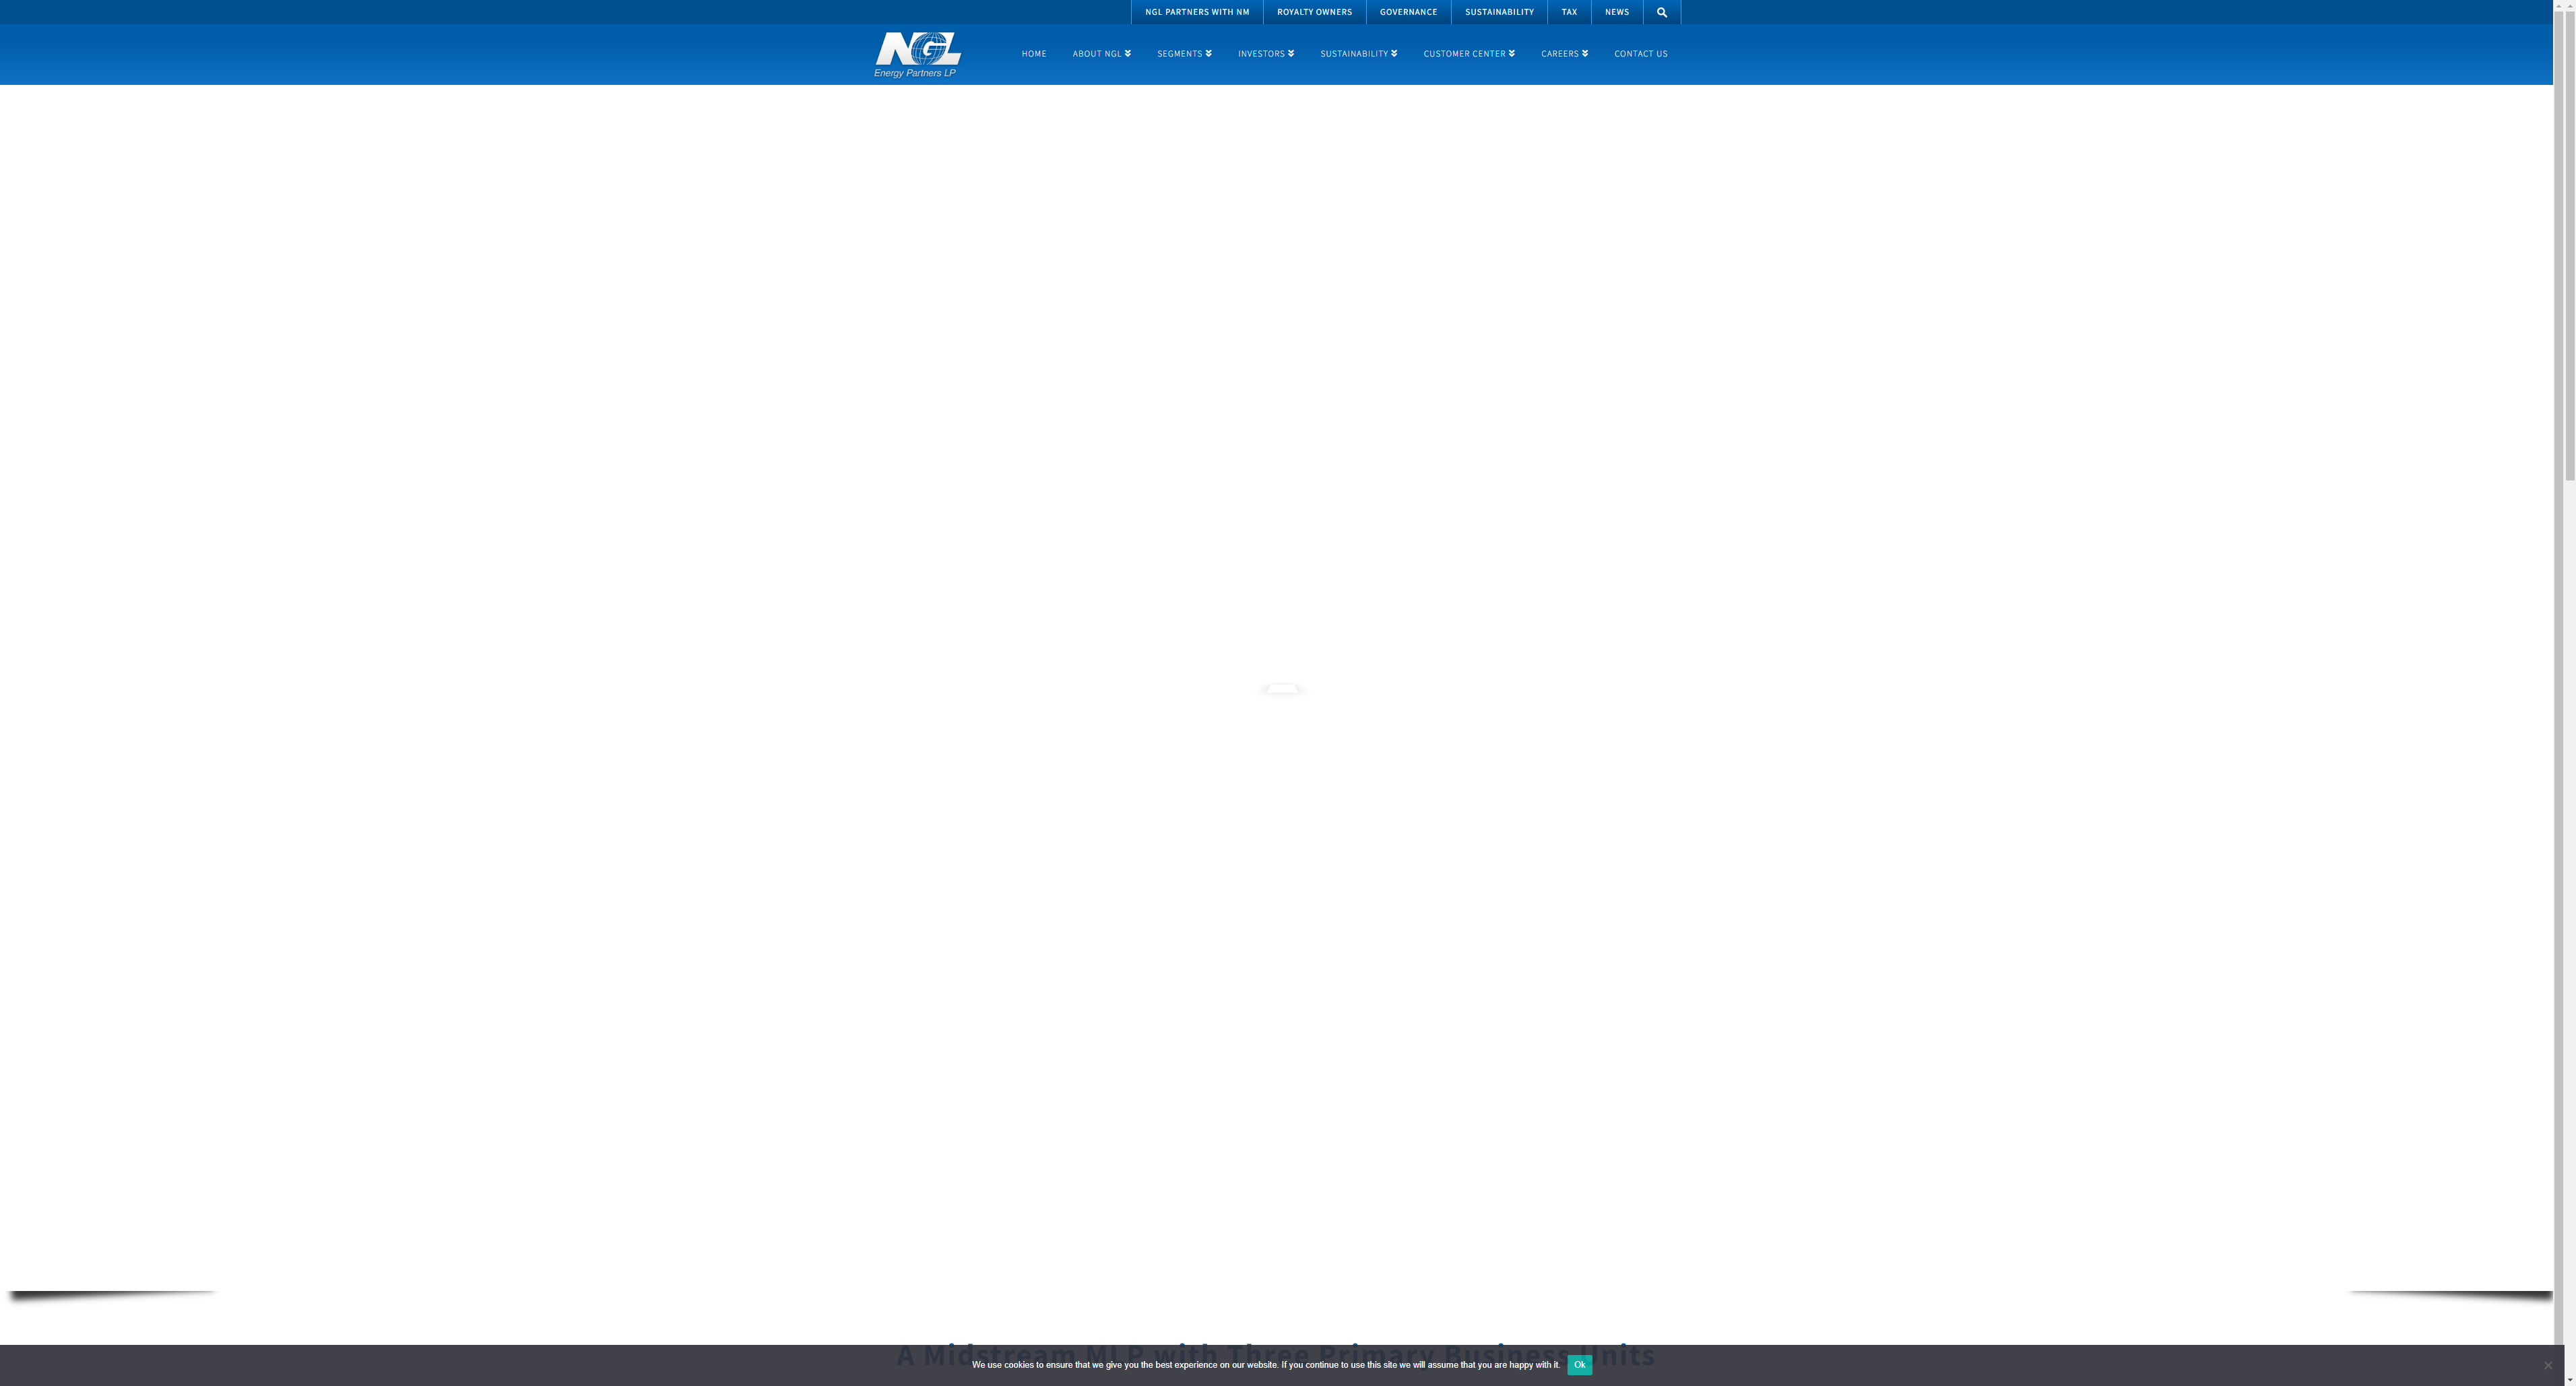 NGL PARTNERS WITH NM ROYALTY OWNERS GOVERNANCE SUSTAINABILITY TAX NEWS
NGL
Energy Partners LP
HOME ABOUT NGL SEGMENTS INVESTORS SUSTAINABILITY CUSTOMER CENTER CAREERS CONTACT US
A Midstream MLP with Three Primary Business Units
We use cookies to ensure that we give you the best experience on our website. If you continue to use this site we will assume that you are happy with it. Ok